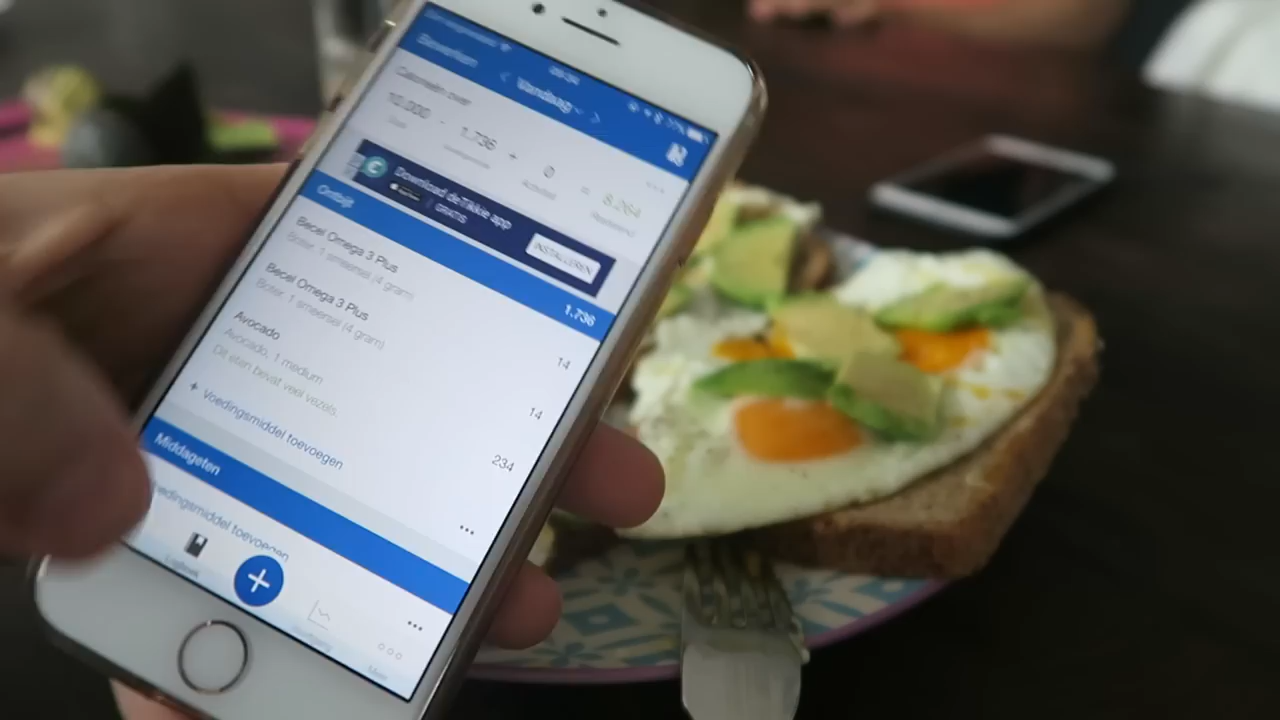 Bewerken
Vandaag
Calorieën over
10.000 - 1.736 + 0 = 8.264
Download de Tikkie app
GRATIS
INSTALLEREN
Ontbijt 1.736
Becel Omega 3 Plus
Boter, 1 smeersel (4 gram) 14
Becel Omega 3 Plus
Boter, 1 smeersel (4 gram) 14
Avocado
Avocado, 1 medium 234
Dit eten bevat veel vezels.
+ Voedingsmiddel toevoegen ...
Middageten
Voedingsmiddel toevoegen ...